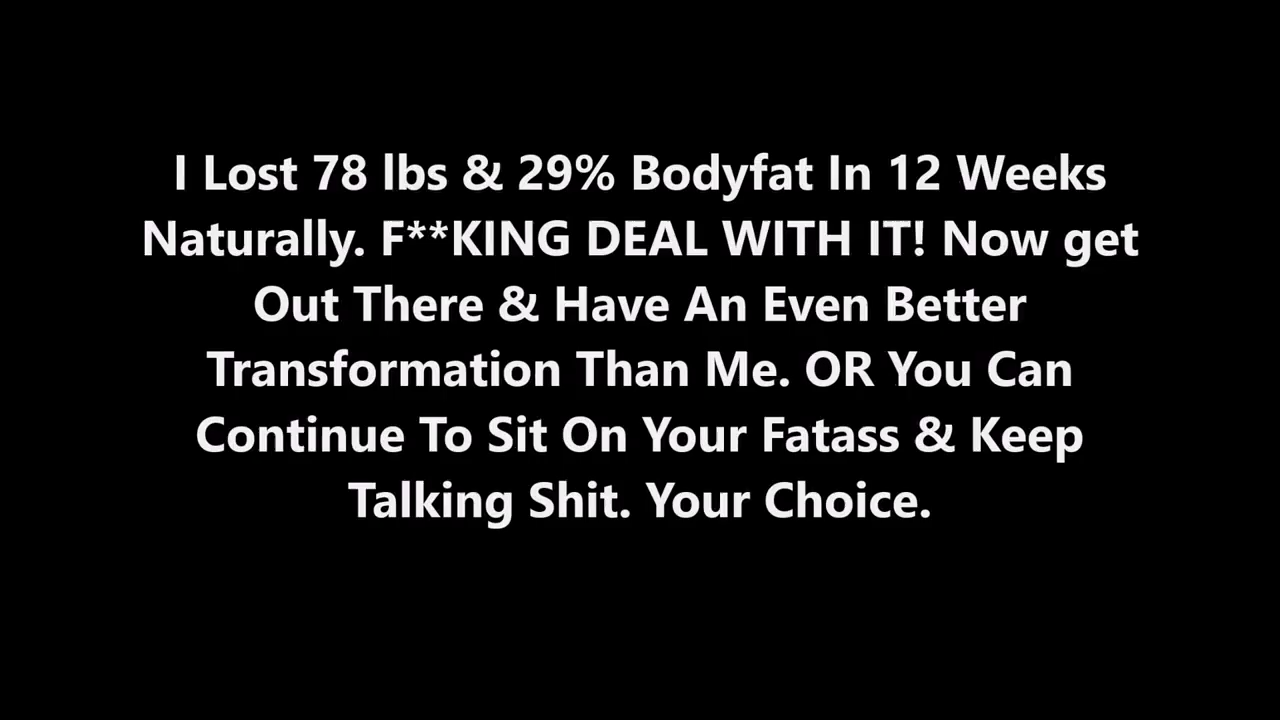 I Lost 78 lbs & 29% Bodyfat In 12 Weeks
Naturally. F**KING DEAL WITH IT! Now get
Out There & Have An Even Better
Transformation Than Me. OR You Can
Continue To Sit On Your Fatass & Keep
Talking Shit. Your Choice.